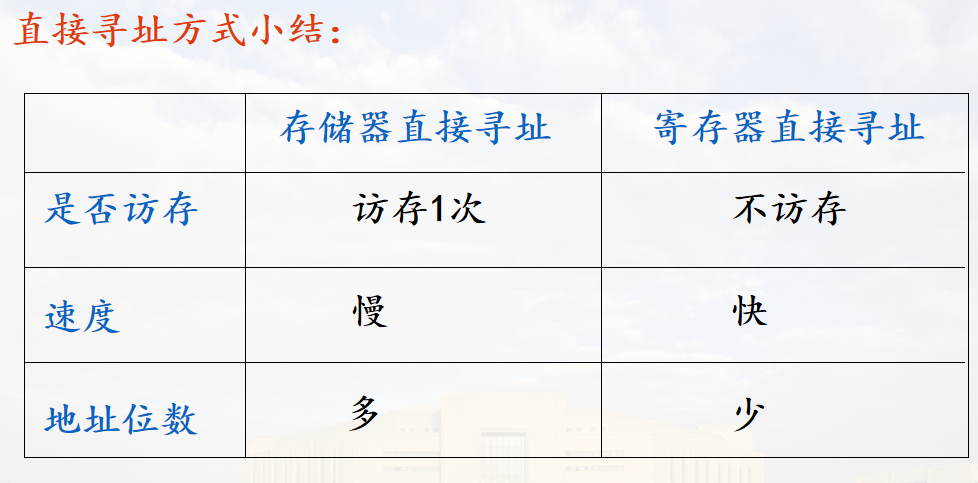 直接寻址方式小结：
存储器直接寻址 寄存器直接寻址
是否访存 访存1次 不访存
速度 慢 快
地址位数 多 少